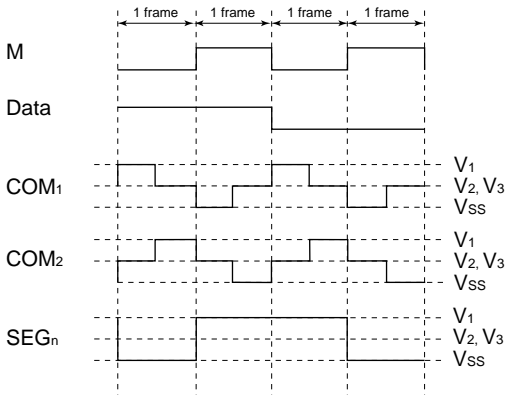 1 frame 1 frame 1 frame 1 frame
M
Data
COM1
V1
V2, V3
VSS
COM2
V1
V2, V3
VSS
SEGn
V1
V2, V3
VSS